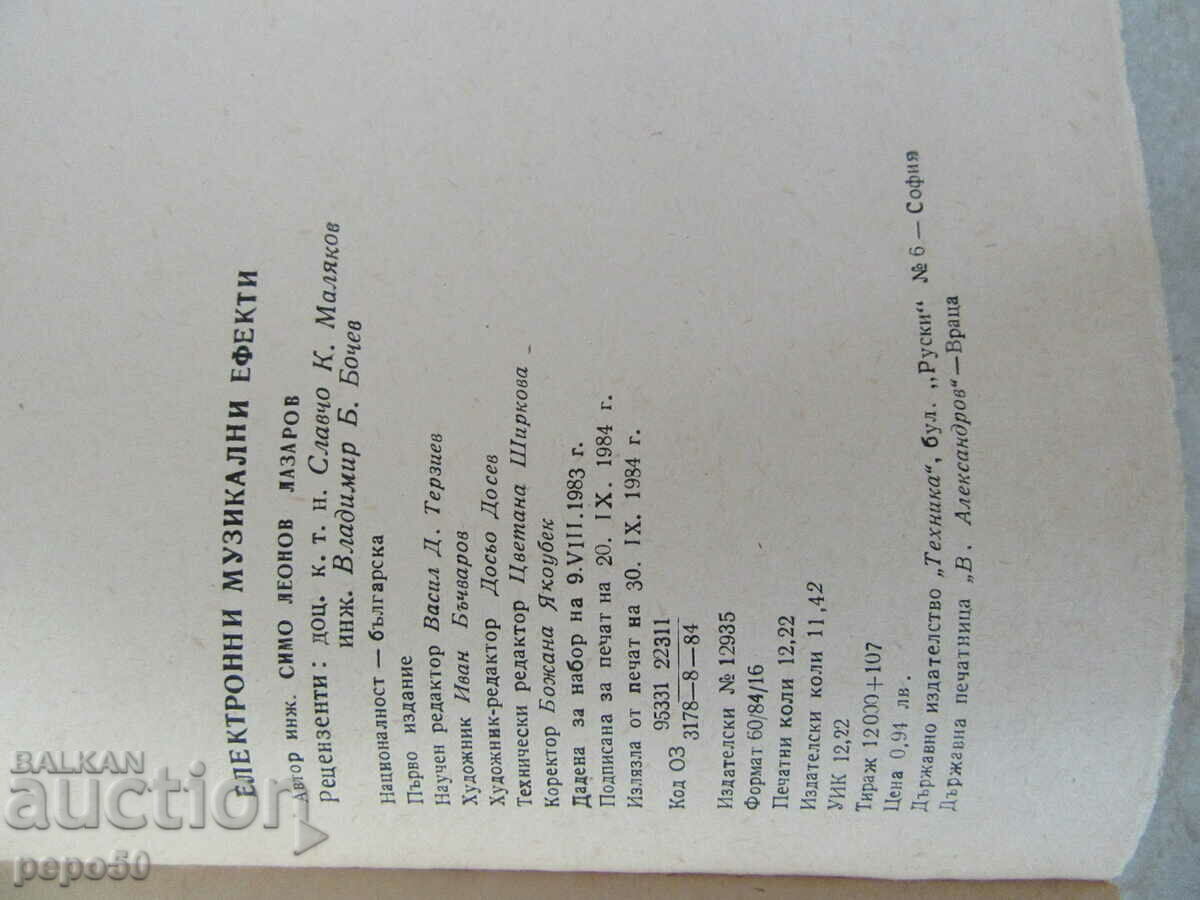 ЕЛЕКТРОННИ МУЗИКАЛНИ ЕФЕКТИ
Автор инж. СИМО ЛЕОНОВ ЛАЗАРОВ
Рецензенти: доц. к. т. н. Славчо К. Маляков
инж. Владимир Б. Бочев
Националност — българска
Първо издание
Научен редактор Васил Д. Терзиев
Художник Иван Бъчваров
Художник-редактор Досьо Досев
Технически редактор Цветана Ширкова
Коректор Божана Якоубек
Дадена за набор на 9.VIII.1983 г.
Подписана за печат на 20. IX. 1984 г.
Излязла от печат на 30. IX. 1984 г.
95331 22311
Код ОЗ
3178—8—84
Издателски № 12935
Формат 60/84/16
Печатни коли 12,22
Издателски коли 11,42
УИК 12,22
Тираж 12000+107
Цена 0,94 лв.
Държавно издателство „Техника“, бул. „Руски“ № 6 — София
Държавна печатница „В. Александров“—Враца
BALKAN
auction
pepo50